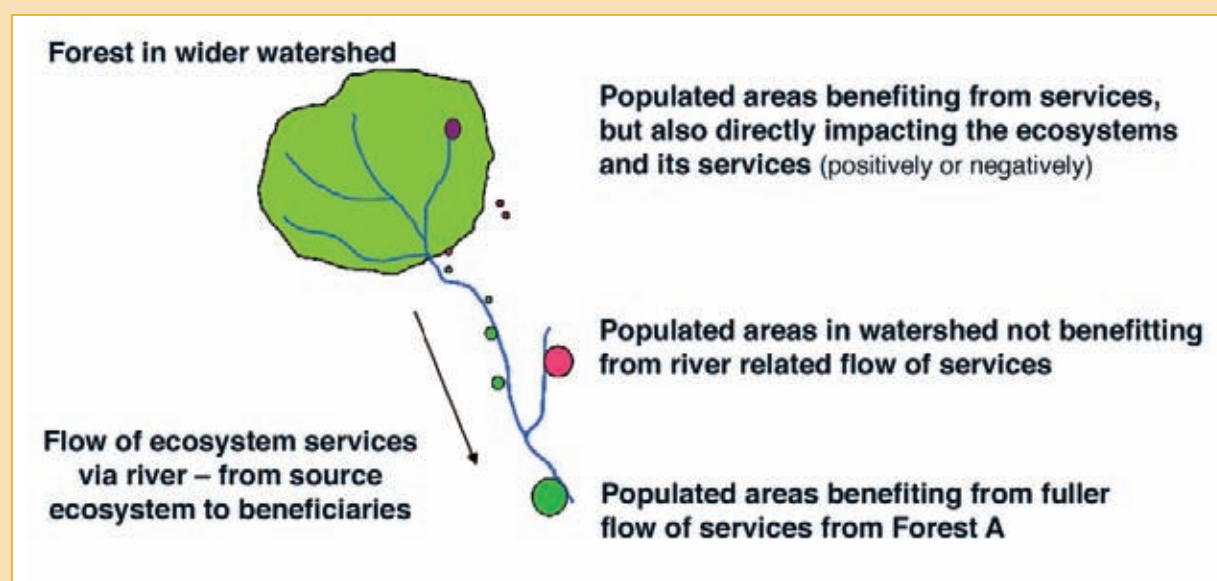 Forest in wider watershed
Populated areas benefiting from services,
but also directly impacting the ecosystems
and its services (positively or negatively)
Populated areas in watershed not benefitting
from river related flow of services
Flow of ecosystem services
via river – from source
ecosystem to beneficiaries
Populated areas benefiting from fuller
flow of services from Forest A